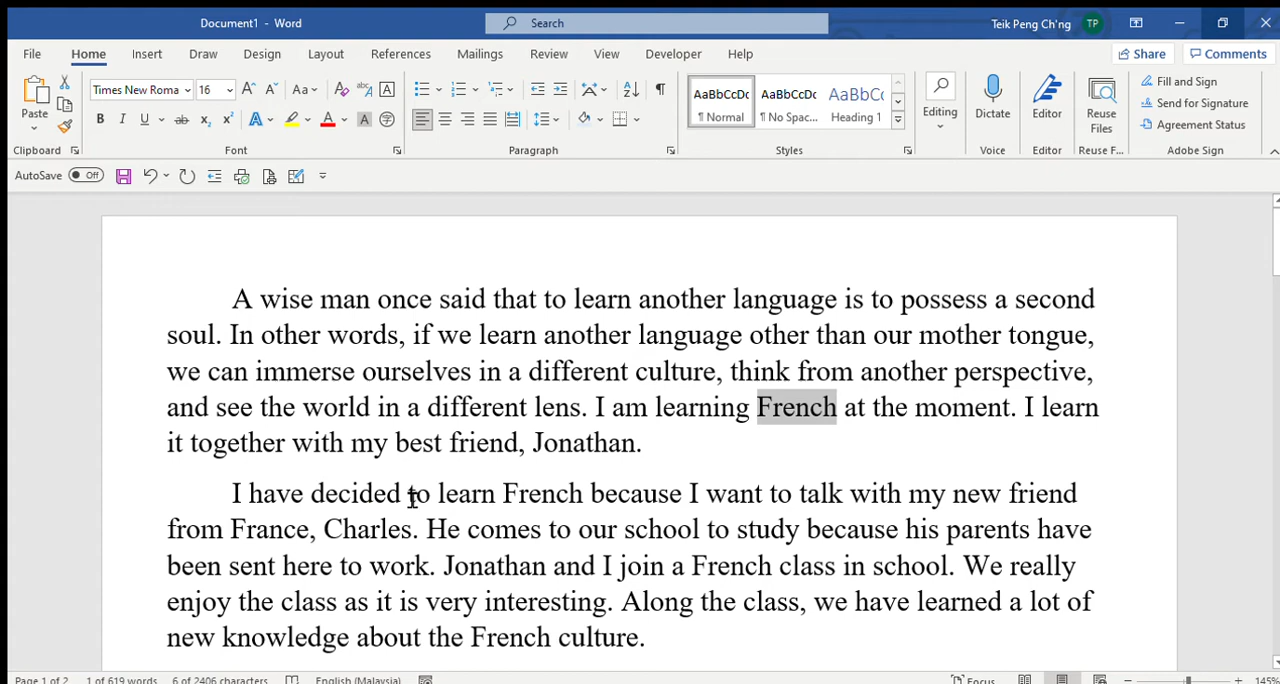 Document1 - Word
Search
Teik Peng Ch'ng TP
File Home Insert Draw Design Layout References Mailings Review View Developer Help Share Comments
Paste
Times New Roma 16
Aa
AaBbCcDc AaBbCcDc AaBbCc
¶ Normal ¶ No Spac... Heading 1
Editing
Dictate
Editor
Reuse Files
Fill and Sign
Send for Signature
Agreement Status
Clipboard Font Paragraph Styles Voice Editor Reuse F... Adobe Sign
AutoSave Off
A wise man once said that to learn another language is to possess a second
soul. In other words, if we learn another language other than our mother tongue,
we can immerse ourselves in a different culture, think from another perspective,
and see the world in a different lens. I am learning French at the moment. I learn
it together with my best friend, Jonathan.
I have decided to learn French because I want to talk with my new friend
from France, Charles. He comes to our school to study because his parents have
been sent here to work. Jonathan and I join a French class in school. We really
enjoy the class as it is very interesting. Along the class, we have learned a lot of
new knowledge about the French culture.
Page 1 of 2 1 of 619 words 6 of 2406 characters English (Malaysia) Focus 145%